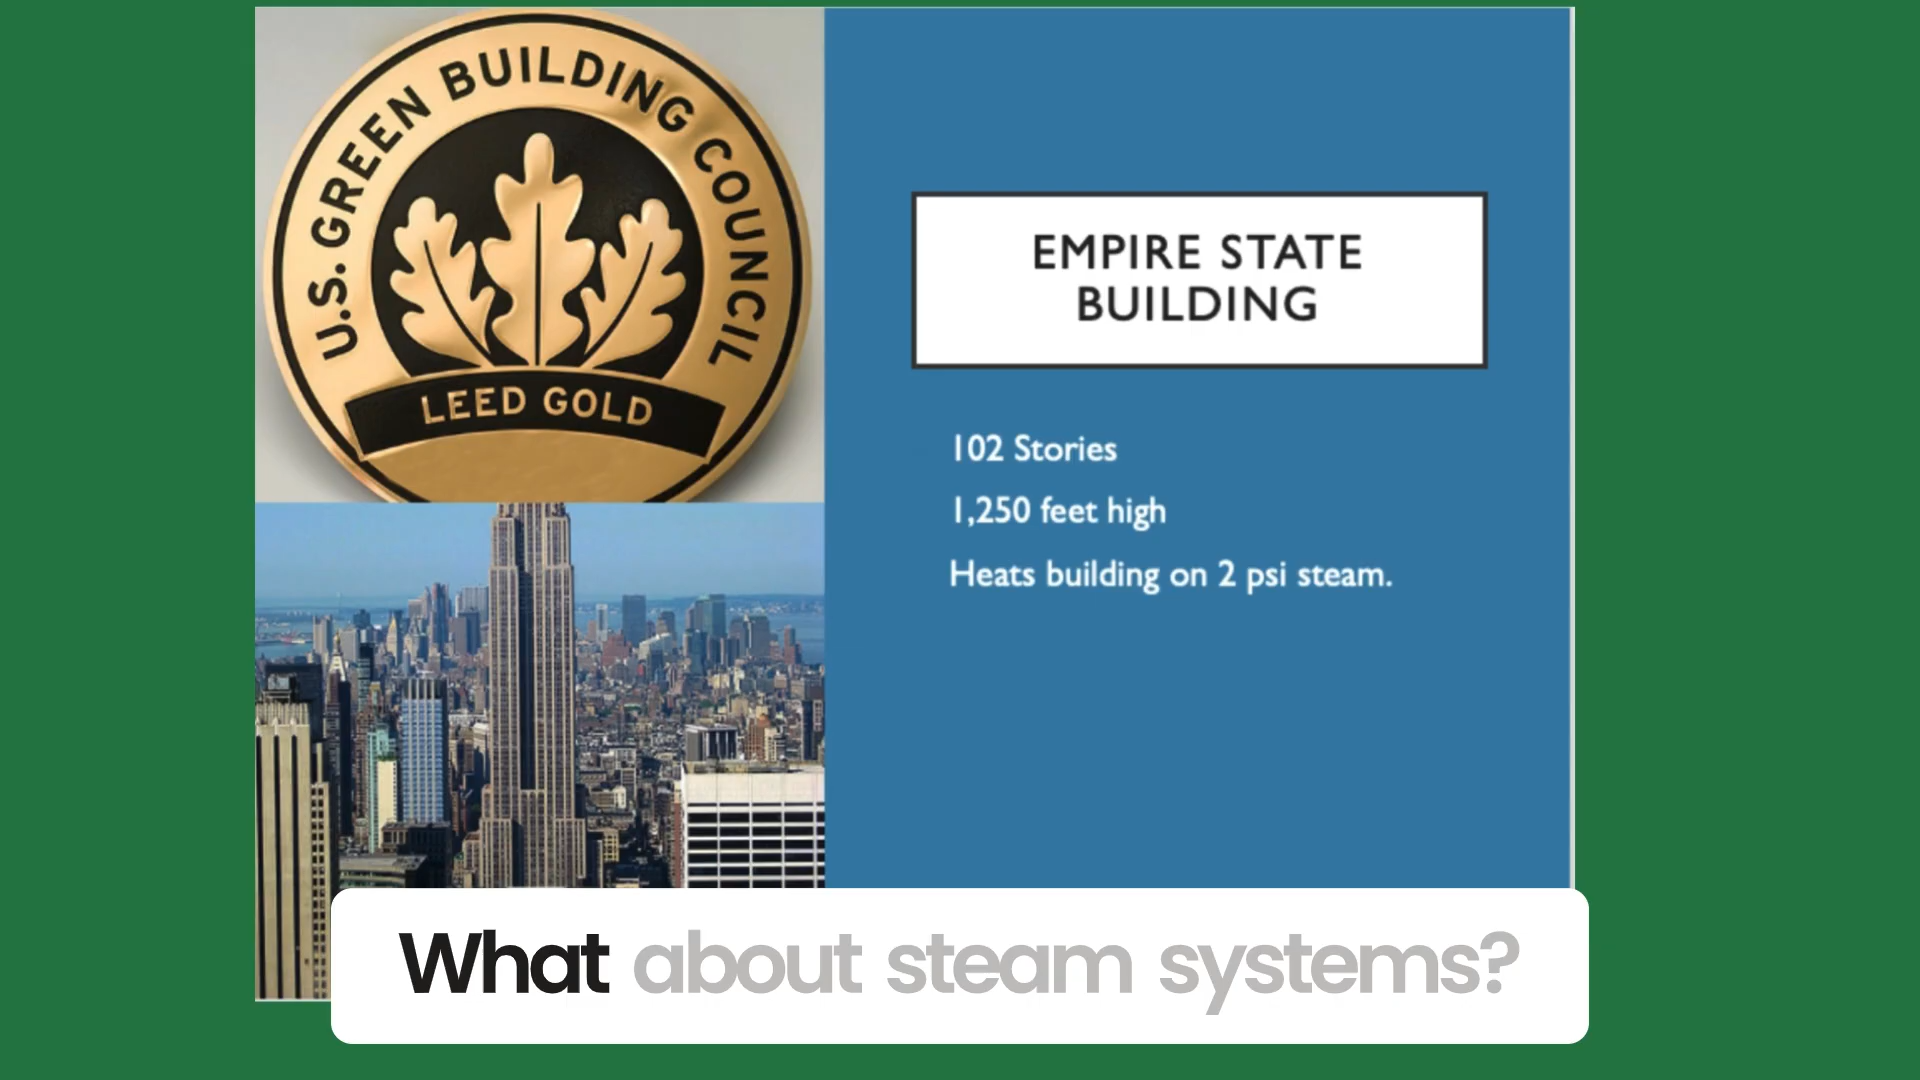 U.S. GREEN BUILDING COUNCIL
LEED GOLD
EMPIRE STATE
BUILDING
102 Stories
1,250 feet high
Heats building on 2 psi steam.
What about steam systems?